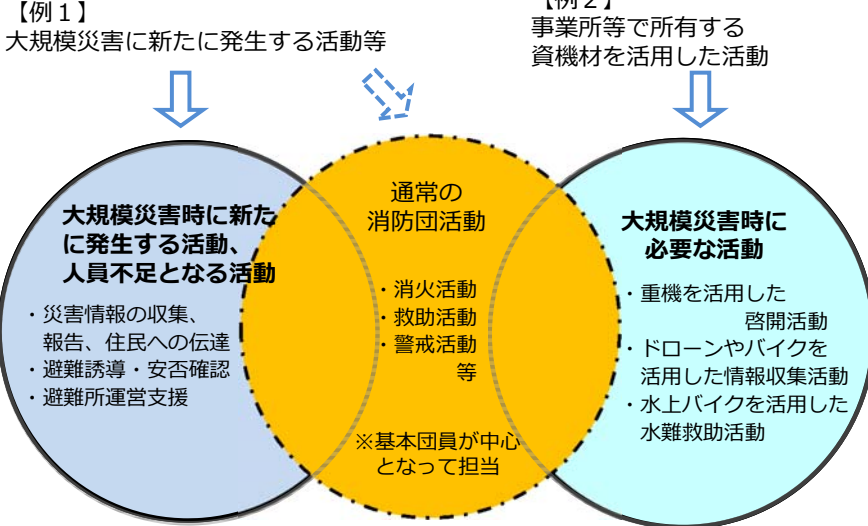 【例１】
大規模災害に新たに発生する活動等
【例２】
事業所等で所有する
資機材を活用した活動
大規模災害時に新た
に発生する活動、
人員不足となる活動
・災害情報の収集、
報告、住民への伝達
・避難誘導・安否確認
・避難所運営支援
通常の
消防団活動
・消火活動
・救助活動
・警戒活動
等
※基本団員が中心
となって担当
大規模災害時に
必要な活動
・重機を活用した
啓開活動
・ドローンやバイクを
活用した情報収集活動
・水上バイクを活用した
水難救助活動